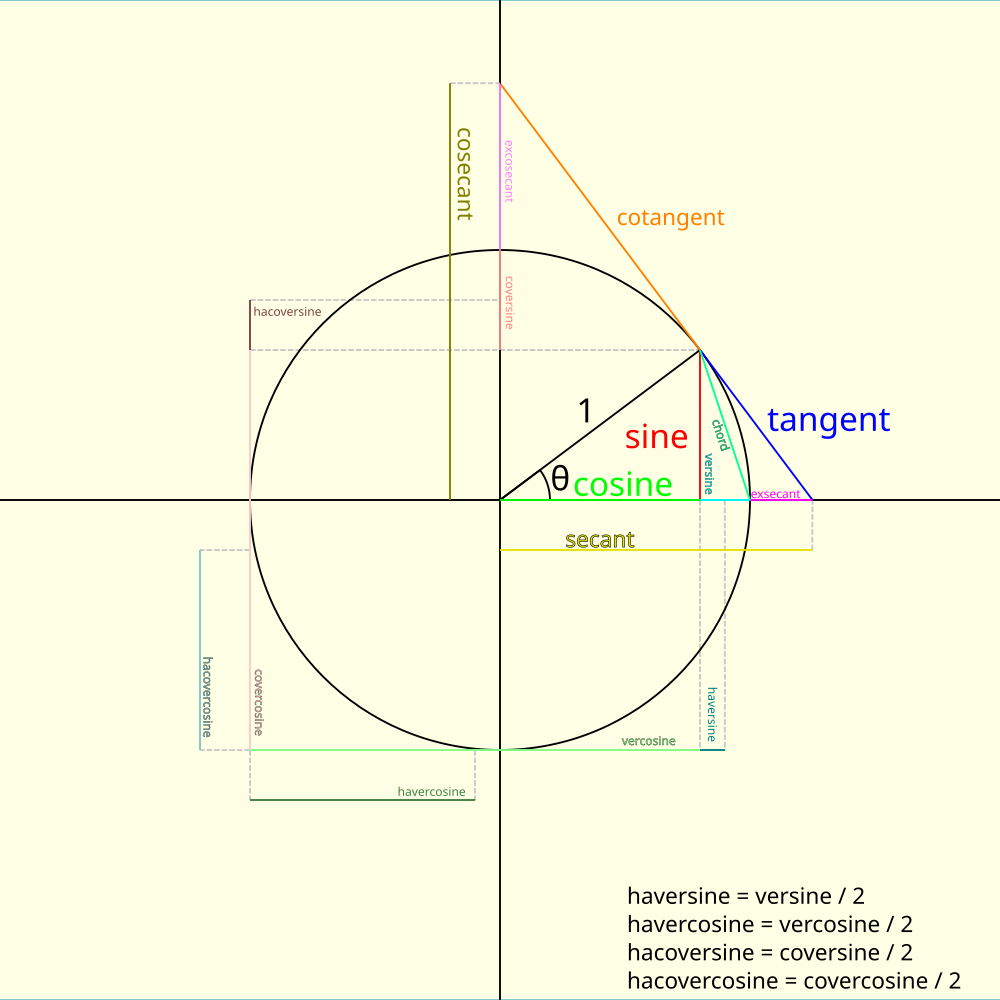 cosecant
excosecant
cotangent
coversine
hacoversine
1
sine
chord
tangent
versine
θ
cosine
exsecant
secant
hacovercosine
covercosine
haversine
vercosine
havercosine
haversine = versine / 2
havercosine = vercosine / 2
hacoversine = coversine / 2
hacovercosine = covercosine / 2